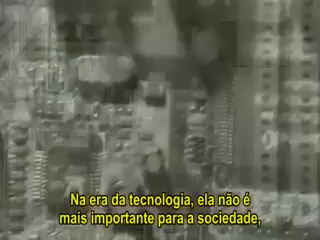 Na era da tecnologia, ela não é
mais importante para a sociedade,